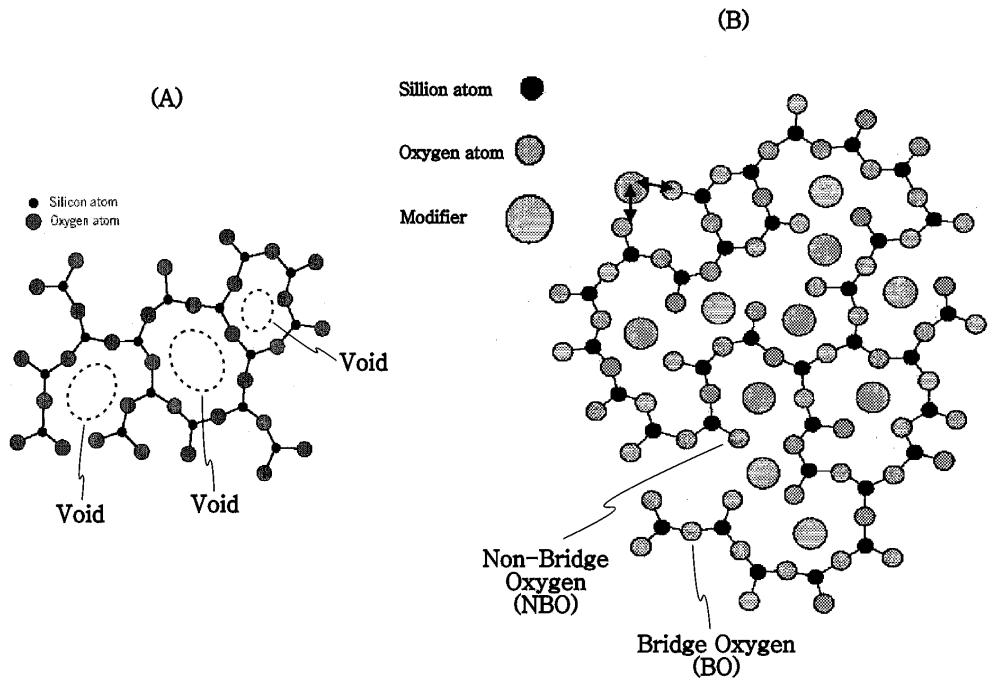 (A)
Silicon atom
Oxygen atom
Void
Void
Void
(B)
Sillion atom
Oxygen atom
Modifier
Non-Bridge
Oxygen
(NBO)
Bridge Oxygen
(BO)